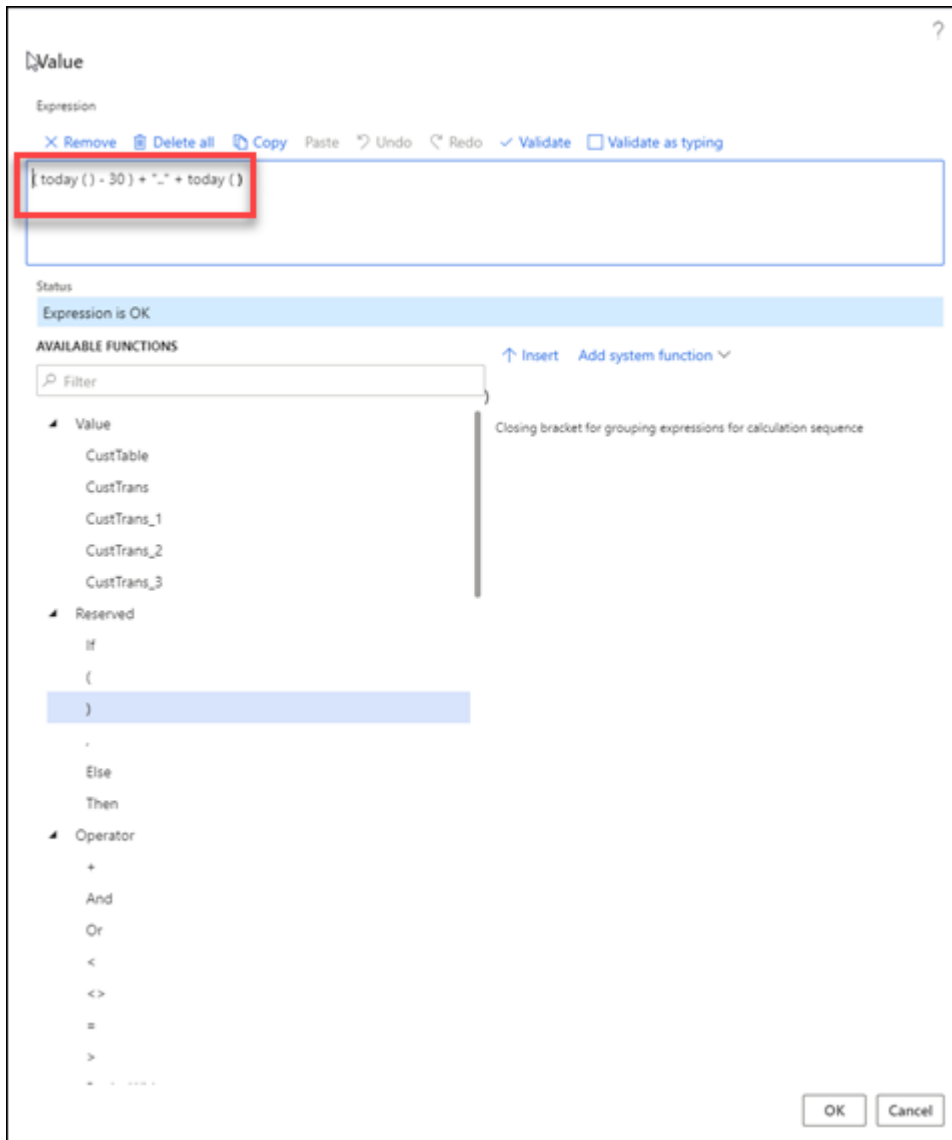 ?
Value
Expression
Remove Delete all Copy Paste Undo Redo Validate Validate as typing
( today ( ) - 30 ) + ".." + today ( )
Status
Expression is OK
AVAILABLE FUNCTIONS
Insert Add system function
Filter
)
Value
Closing bracket for grouping expressions for calculation sequence
CustTable
CustTrans
CustTrans_1
CustTrans_2
CustTrans_3
Reserved
If
(
)
,
Else
Then
Operator
+
And
Or
<
<>
=
>
OK Cancel